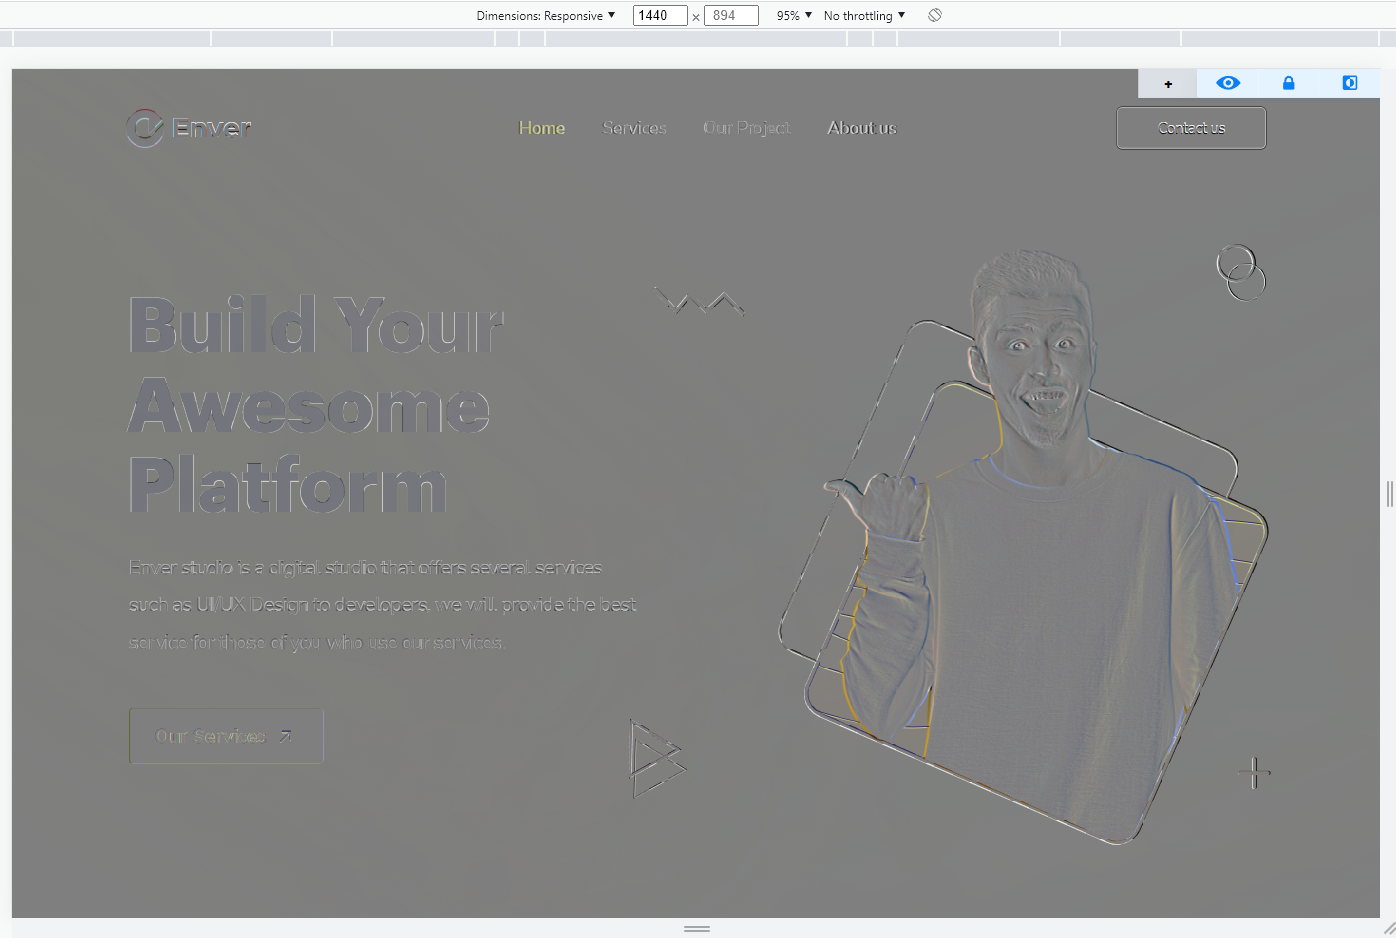 Dimensions: Responsive ▼ 1440 × 894 95% ▼ No throttling ▼
+
Enver Home Services Our Project About us Contact us
Build Your
Awesome
Platform
Enver studio is a digital studio that offers several services
such as UI/UX Design to developers, we will provide the best
service for those of you who use our services.
Our Services